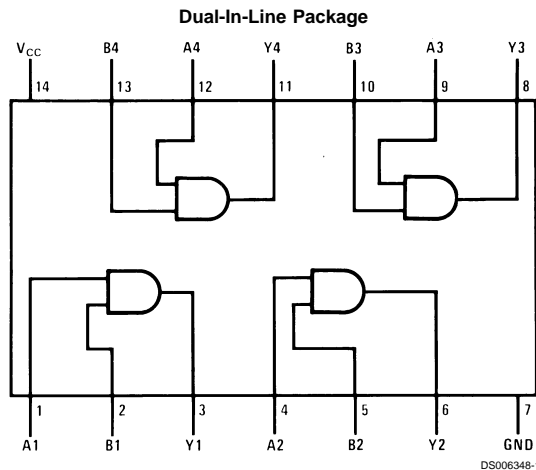 Dual-In-Line Package
VCC B4 A4 Y4 B3 A3 Y3
14 13 12 11 10 9 8
1 2 3 4 5 6 7
A1 B1 Y1 A2 B2 Y2 GND
DS006348-